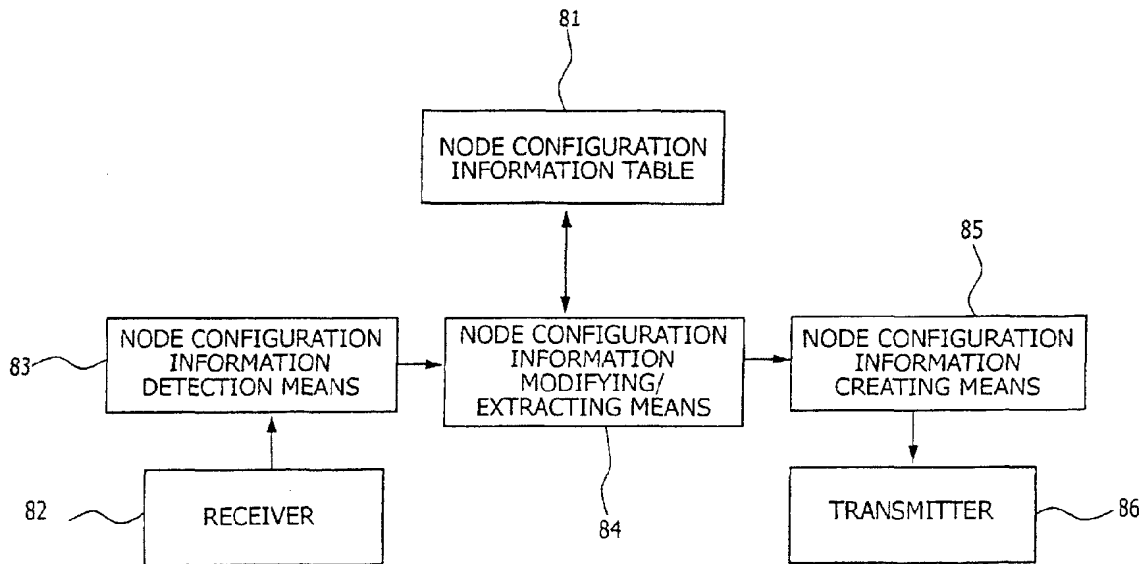 81
NODE CONFIGURATION
INFORMATION TABLE
85
83
NODE CONFIGURATION
INFORMATION
DETECTION MEANS
NODE CONFIGURATION
INFORMATION
MODIFYING/
EXTRACTING MEANS
NODE CONFIGURATION
INFORMATION
CREATING MEANS
82
RECEIVER
84
TRANSMITTER
86